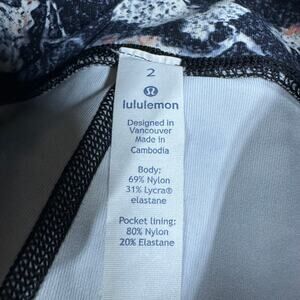 2
lululemon
Designed in
Vancouver
Made in
Cambodia
Body:
69% Nylon
31% Lycra®
elastane
Pocket lining:
80% Nylon
20% Elastane